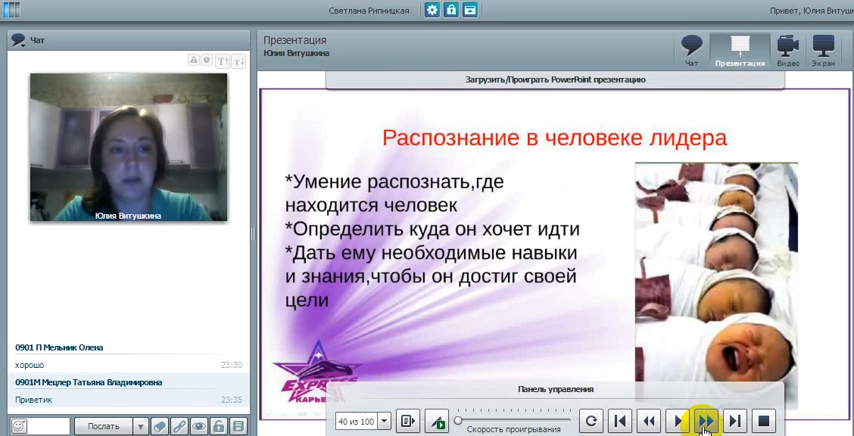 Светлана Рипницкая
Привет, Юлия Витушк
Чат
Юлия Витушкина
0901 П Мельник Олена
хорошо 23:30
0901М Мецлер Татьяна Владимировна
Приветик 23:35
Послать
Презентация
Юлия Витушкина
Чат
Презентация
Видео
Экран
Загрузить/Проиграть PowerPoint презентацию
Распознание в человеке лидера
*Умение распознать,где
находится человек
*Определить куда он хочет идти
*Дать ему необходимые навыки
и знания,чтобы он достиг своей
цели
EXPRESS
КАРЬЕ
Панель управления
40 из 100
Скорость проигрывания